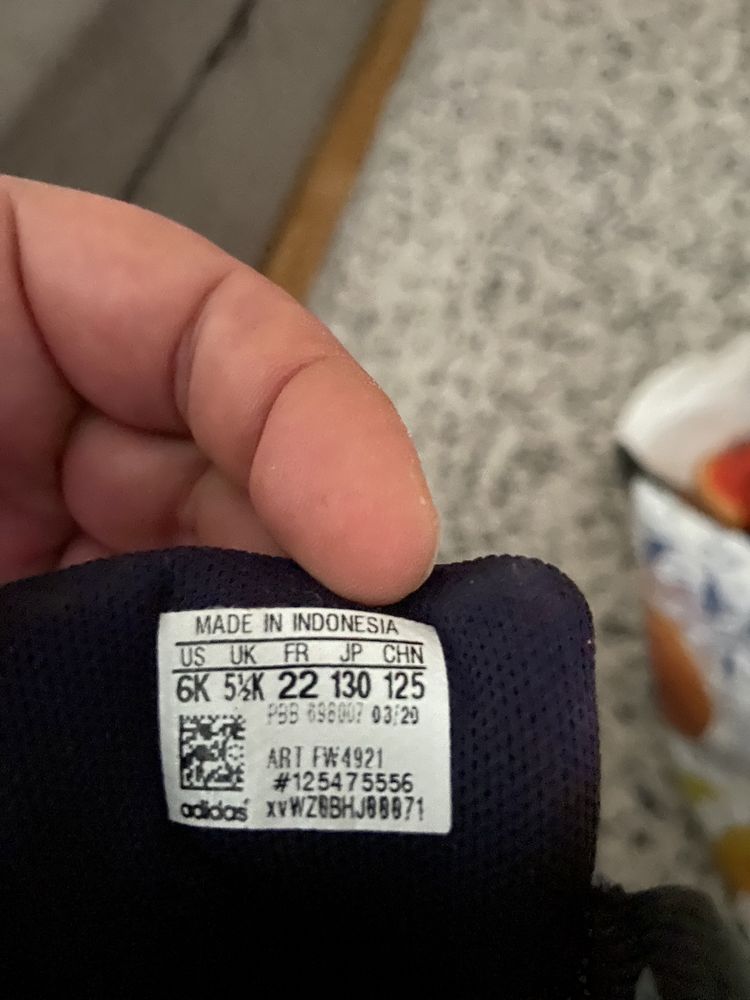 MADE IN INDONESIA
US UK FR JP CHN
6K 5½K 22 130 125
PBB 698007 03/20
ART FW4921
#125475556
adidas xvWZ0BHJ00071